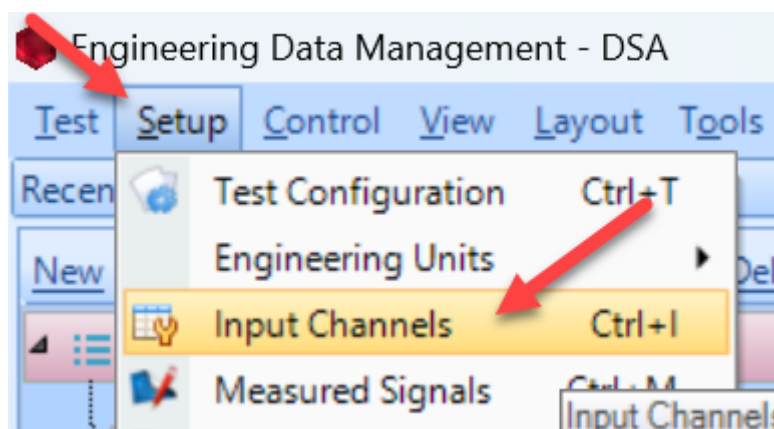 Engineering Data Management - DSA
Test Setup Control View Layout Tools
Recen
Test Configuration Ctrl+T
Engineering Units
New Del
Input Channels Ctrl+I
Measured Signals Ctrl+M
Input Channels